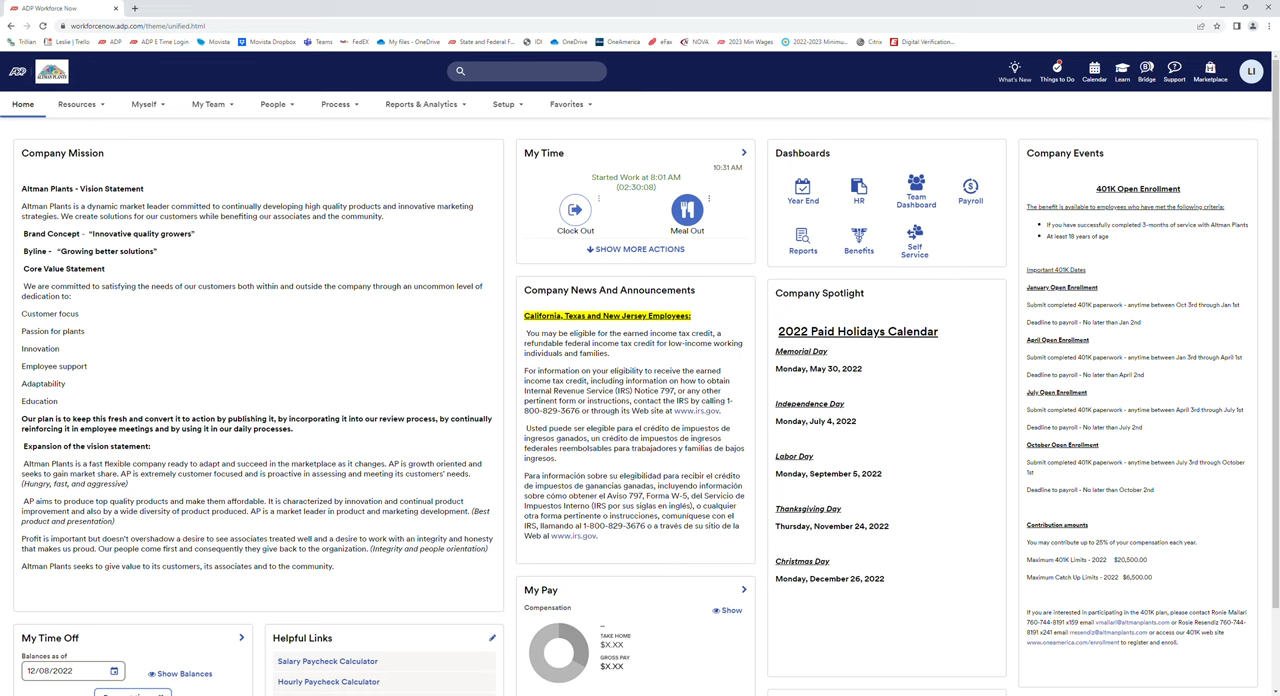 ADP Workforce Now
workforcenow.adp.com/theme/unified.html
Trillian
Leslie | Trello
ADP
ADP E Time Login
Movista
Movista Dropbox
Teams
FedEX
My files - OneDrive
State and Federal F...
IDI
OneDrive
OneAmerica
eFax
NOVA
2023 Min Wages
2022-2023 Minimu...
Citrix
Digital Verification...
ADP
ALTMAN PLANTS
What's New
Things to Do
Calendar
Learn
Bridge
Support
Marketplace
LI
Home
Resources
Myself
My Team
People
Process
Reports & Analytics
Setup
Favorites
Company Mission
Altman Plants - Vision Statement
Altman Plants is a dynamic market leader committed to continually developing high quality products and innovative marketing
strategies. We create solutions for our customers while benefiting our associates and the community.
Brand Concept - “Innovative quality growers”
Byline - “Growing better solutions”
Core Value Statement
We are committed to satisfying the needs of our customers both within and outside the company through an uncommon level of
dedication to:
Customer focus
Passion for plants
Innovation
Employee support
Adaptability
Education
Our plan is to keep this fresh and convert it to action by publishing it, by incorporating it into our review process, by continually
reinforcing it in employee meetings and by using it in our daily processes.
Expansion of the vision statement:
Altman Plants is a fast flexible company ready to adapt and succeed in the marketplace as it changes. AP is growth oriented and
seeks to gain market share. AP is extremely customer focused and is proactive in assessing and meeting its customers' needs.
(Hungry, fast, and aggressive)
AP aims to produce top quality products and make them affordable. It is characterized by innovation and continual product
improvement and also by a wide diversity of product produced. AP is a market leader in product and marketing development. (Best
product and presentation)
Profit is important but doesn't overshadow a desire to see associates treated well and a desire to work with an integrity and honesty
that makes us proud. Our people come first and consequently they give back to the organization. (Integrity and people orientation)
Altman Plants seeks to give value to its customers, its associates and to the community.
My Time Off
Balances as of
12/08/2022
Show Balances
Helpful Links
Salary Paycheck Calculator
Hourly Paycheck Calculator
My Time
10:31 AM
Started Work at 8:01 AM
(02:30:08)
Clock Out
Meal Out
SHOW MORE ACTIONS
Company News And Announcements
California, Texas and New Jersey Employees:
You may be eligible for the earned income tax credit, a
refundable federal income tax credit for low-income working
individuals and families.
For information on your eligibility to receive the earned
income tax credit, including information on how to obtain
Internal Revenue Service (IRS) Notice 797, or any other
pertinent form or instructions, contact the IRS by calling 1-
800-829-3676 or through its Web site at www.irs.gov.
Usted puede ser elegible para el crédito de impuestos de
ingresos ganados, un crédito de impuestos de ingresos
federales reembolsables para trabajadores y familias de bajos
ingresos.
Para información sobre su elegibilidad para recibir el crédito
de impuestos de ganancias ganadas, incluyendo información
sobre cómo obtener el Aviso 797, Forma W-5, del Servicio de
Impuestos Interno (IRS por sus siglas en inglés), o cualquier
otra forma pertinente o instrucciones, comuníquese con el
IRS, llamando al 1-800-829-3676 o a través de su sitio de la
Web al www.irs.gov.
My Pay
Compensation
Show
--
TAKE HOME
$X.XX
GROSS PAY
$X.XX
Dashboards
Year End
HR
Team
Dashboard
Payroll
Reports
Benefits
Self
Service
Company Spotlight
2022 Paid Holidays Calendar
Memorial Day
Monday, May 30, 2022
Independence Day
Monday, July 4, 2022
Labor Day
Monday, September 5, 2022
Thanksgiving Day
Thursday, November 24, 2022
Christmas Day
Monday, December 26, 2022
Company Events
401K Open Enrollment
The benefit is available to employees who have met the following criteria:
If you have successfully completed 3-months of service with Altman Plants
At least 18 years of age
Important 401K Dates
January Open Enrollment
Submit completed 401K paperwork - anytime between Oct 3rd through Jan 1st
Deadline to payroll - No later than Jan 2nd
April Open Enrollment
Submit completed 401K paperwork - anytime between Jan 3rd through April 1st
Deadline to payroll - No later than April 2nd
July Open Enrollment
Submit completed 401K paperwork - anytime between April 3rd through July 1st
Deadline to payroll - No later than July 2nd
October Open Enrollment
Submit completed 401K paperwork - anytime between July 3rd through October
1st
Deadline to payroll - No later than October 2nd
Contribution amounts
You may contribute up to 25% of your compensation each year.
Maximum 401K Limits - 2022 $20,500.00
Maximum Catch Up Limits - 2022 $6,500.00
If you are interested in participating in the 401K plan, please contact Ronie Mallari
760-744-8191 x159 email vmallari@altmanplants.com or Rosie Resendiz 760-744-
8191 x241 email rresendiz@altmanplants.com or access our 401K web site
www.oneamerica.com/enrollment to register and enroll.